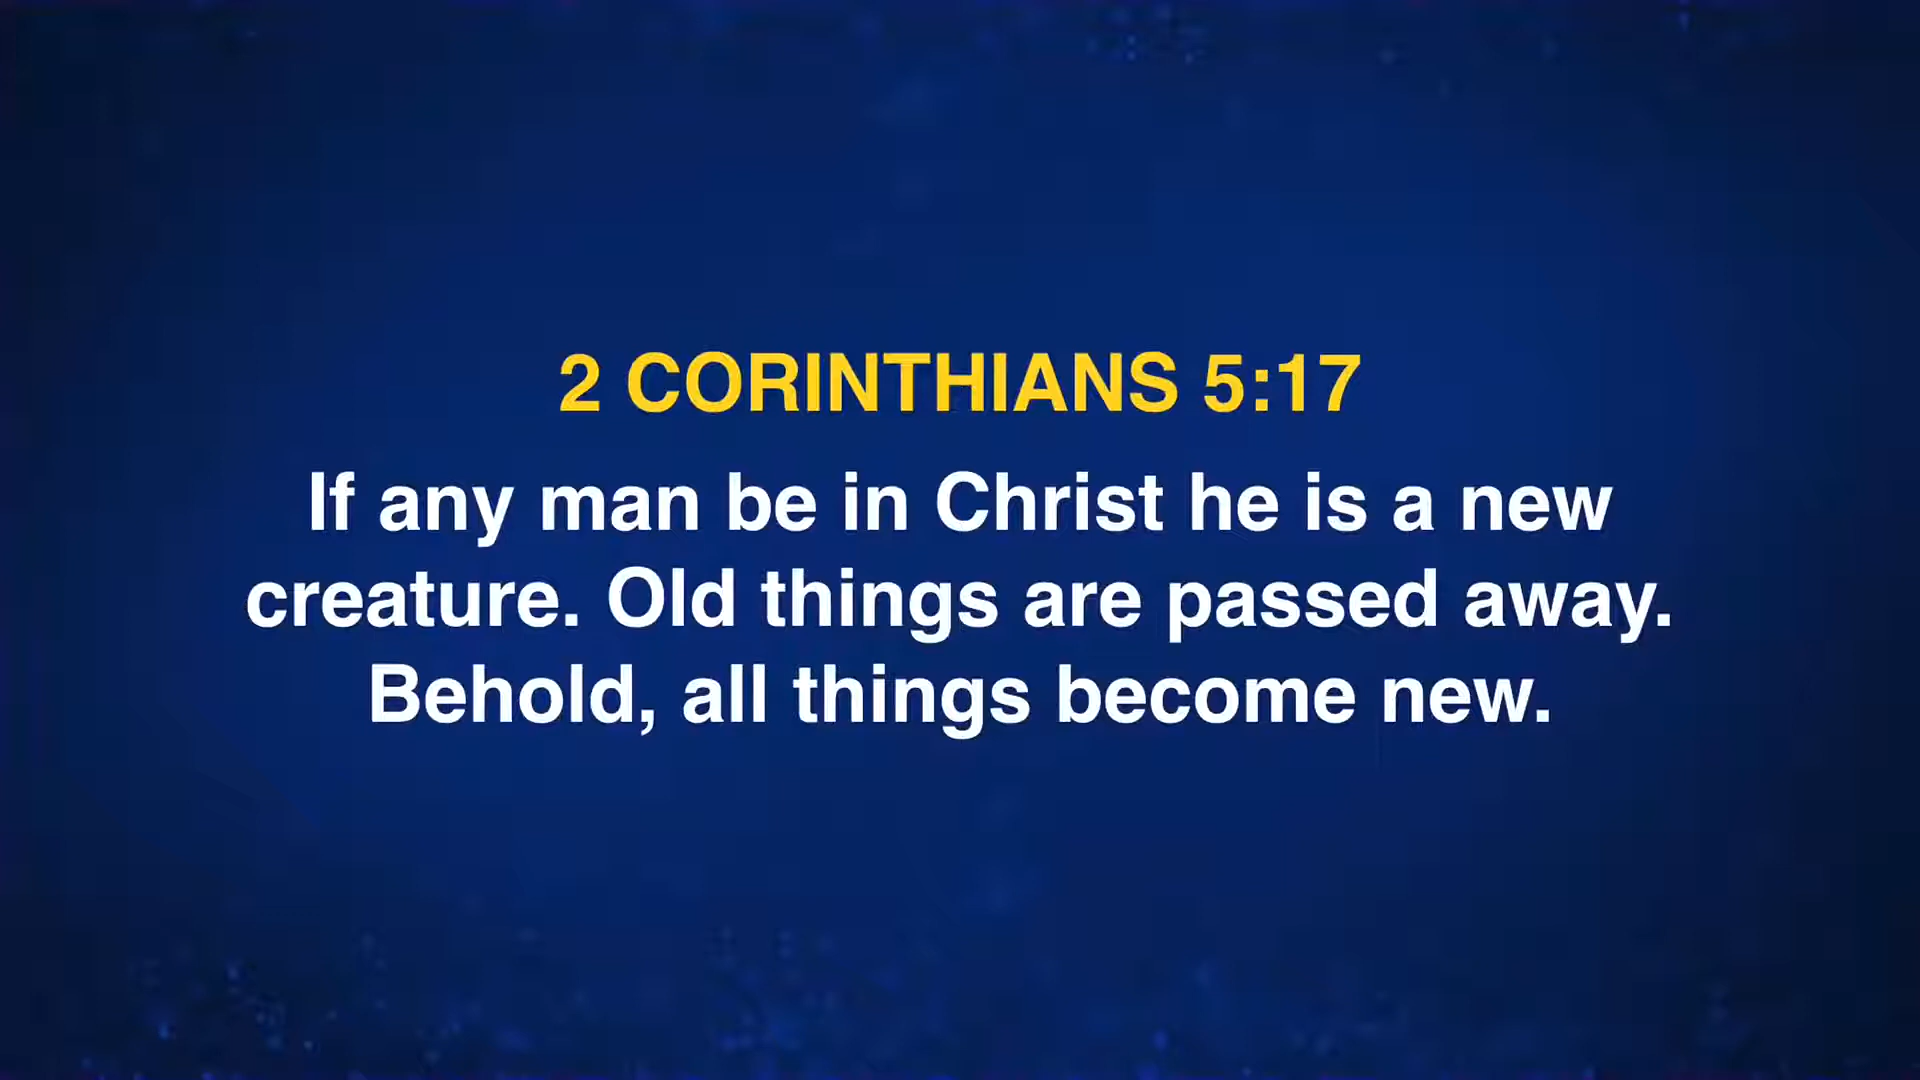 2 CORINTHIANS 5:17
If any man be in Christ he is a new
creature. Old things are passed away.
Behold, all things become new.